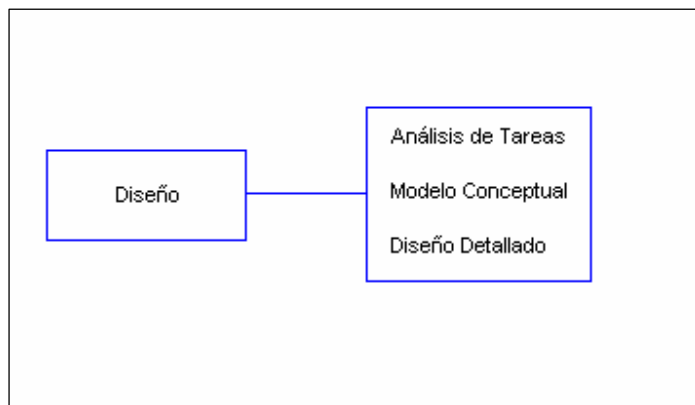 Diseño
Análisis de Tareas
Modelo Conceptual
Diseño Detallado